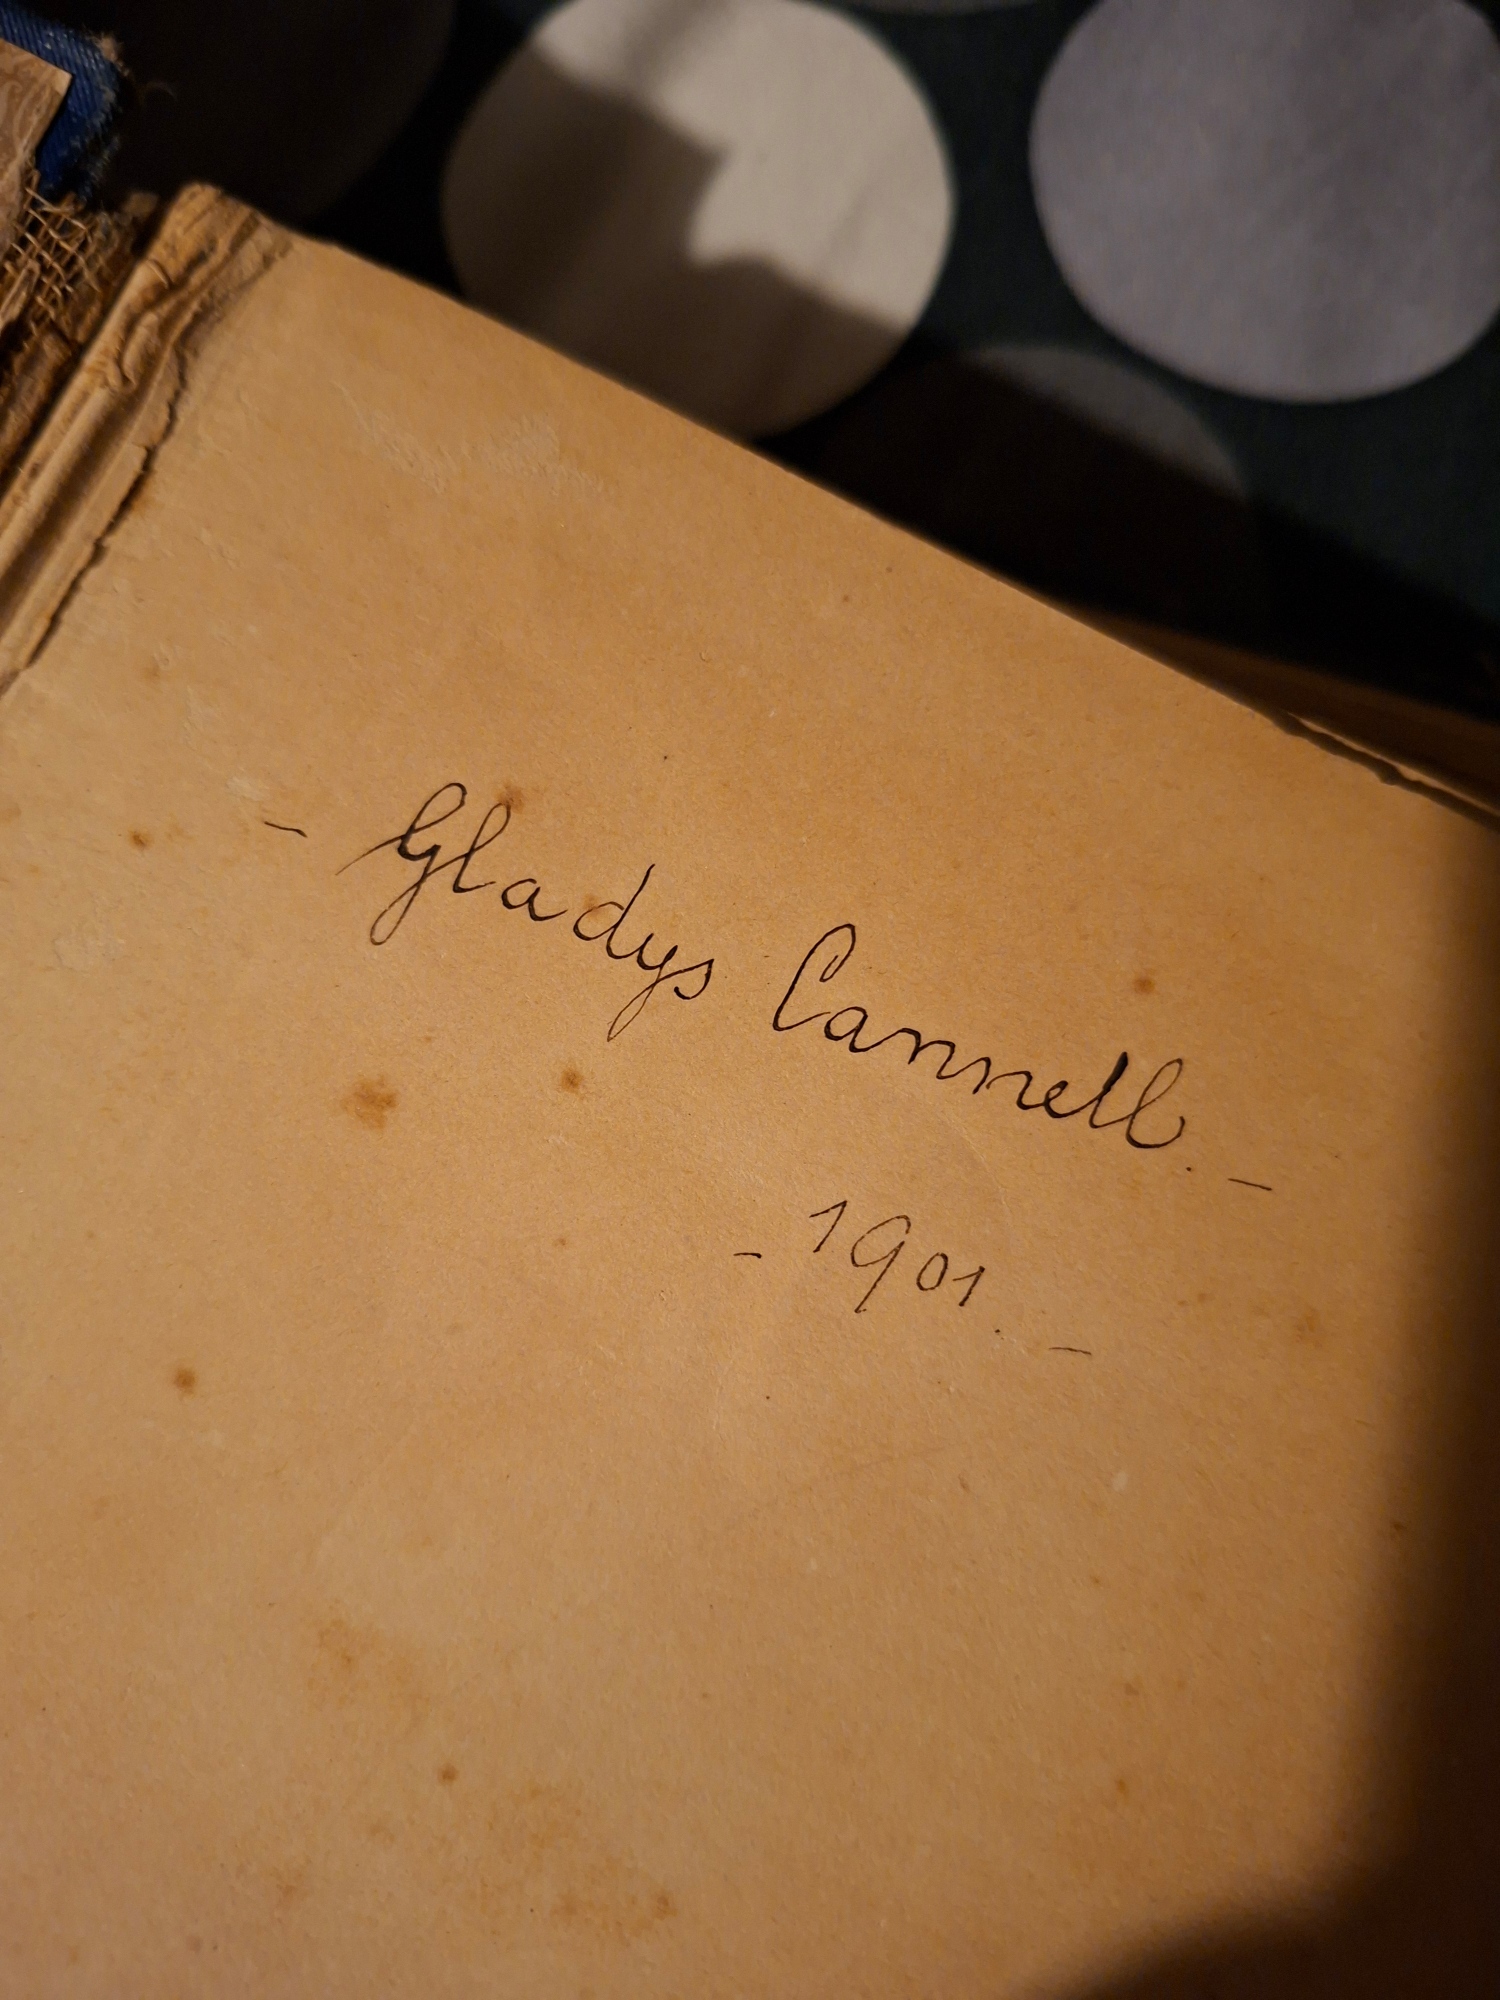 - Gladys Cannell. -
- 1901. -